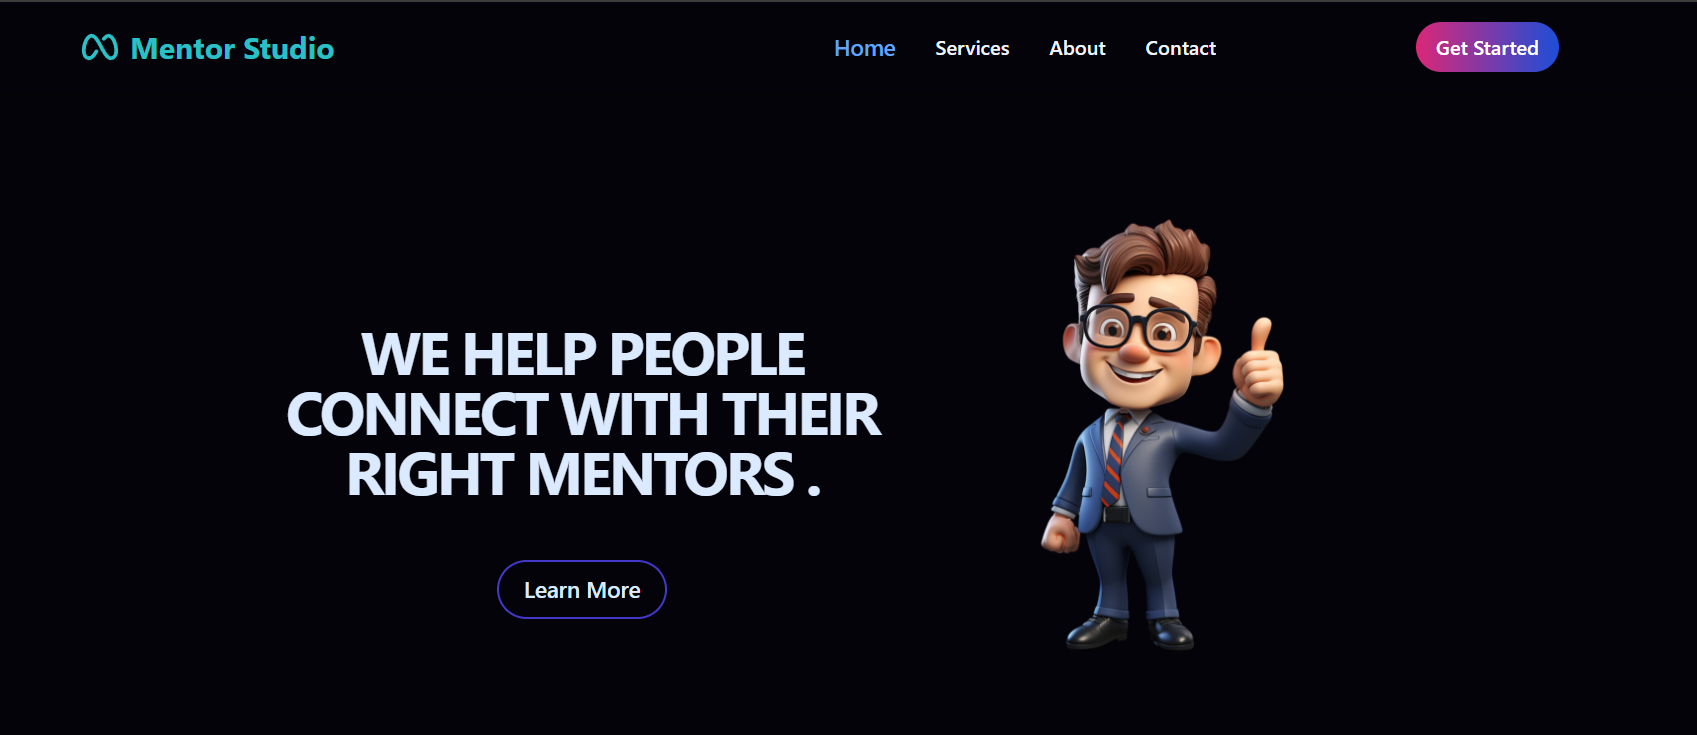 Mentor Studio
Home Services About Contact
Get Started
WE HELP PEOPLE
CONNECT WITH THEIR
RIGHT MENTORS .
Learn More